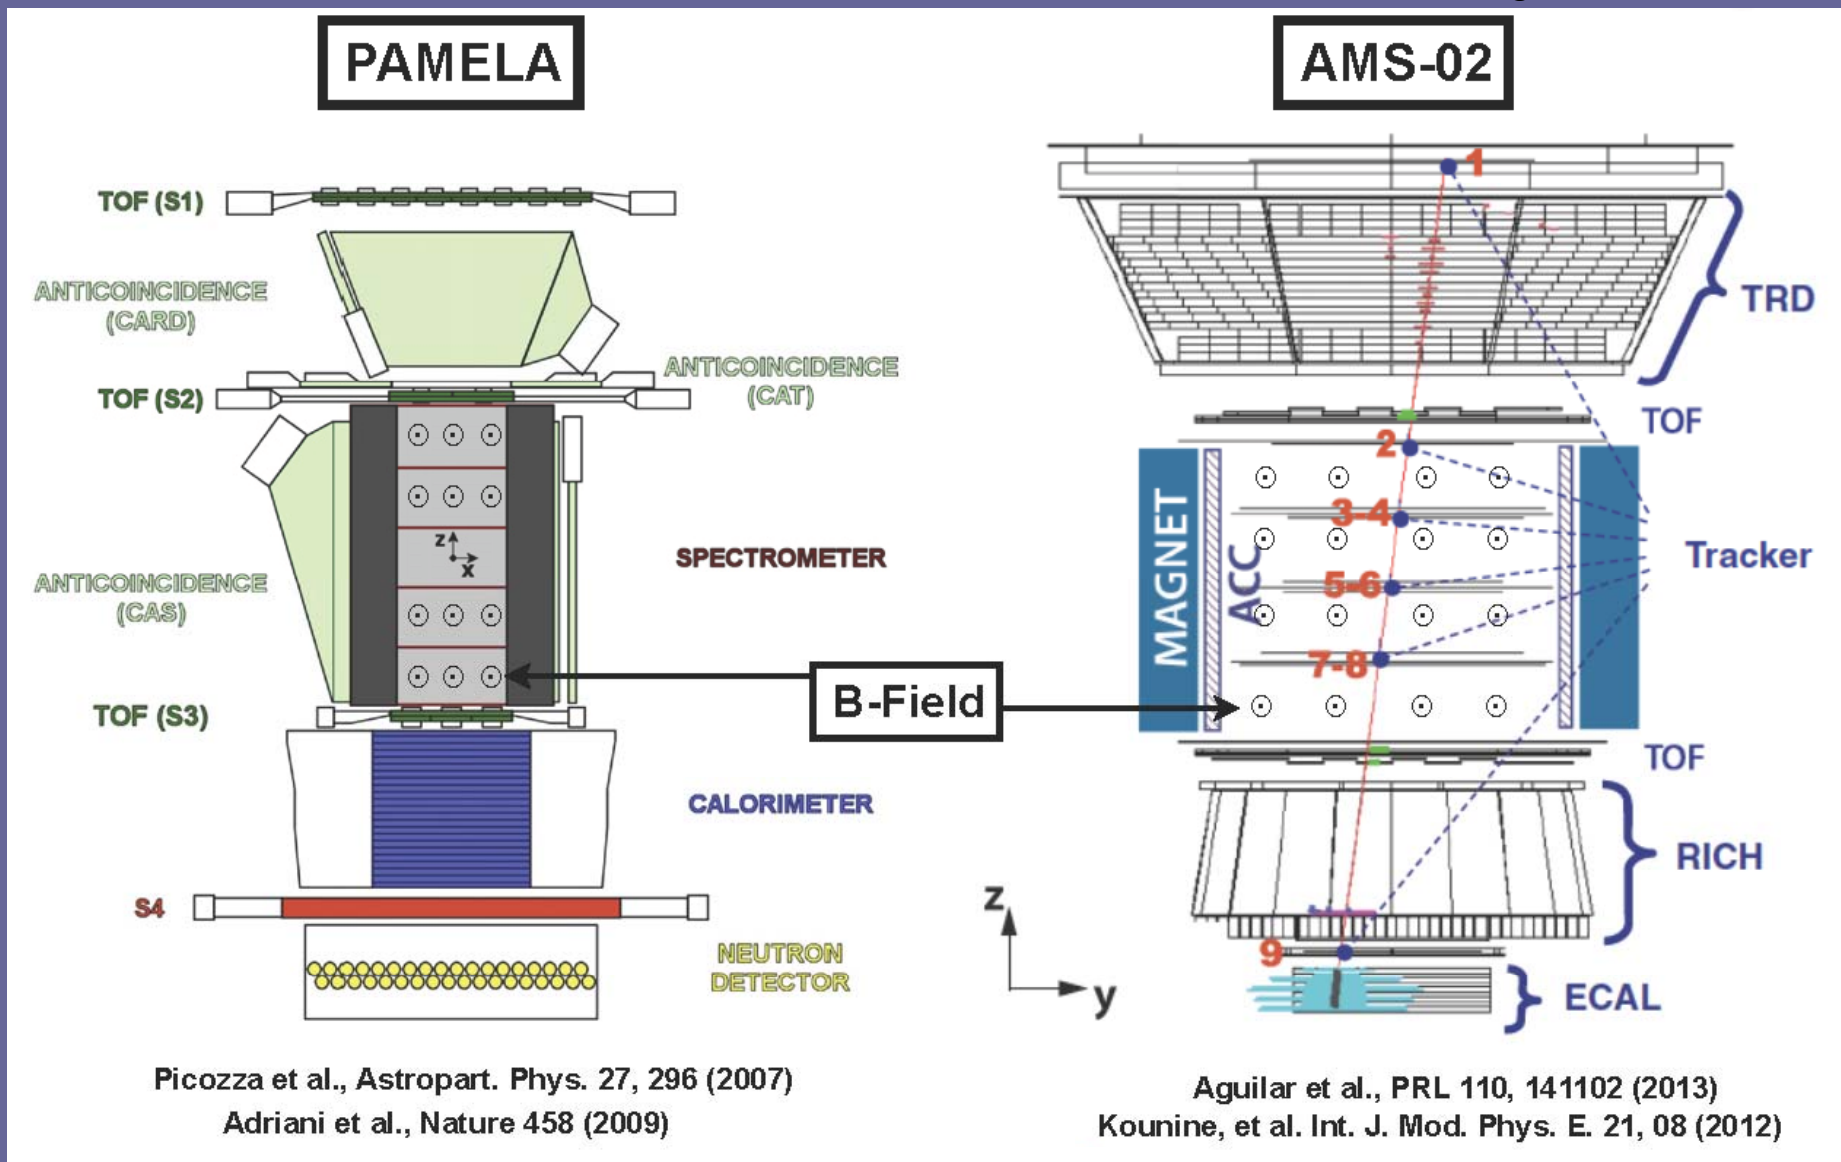 PAMELA
TOF (S1)
ANTICOINCIDENCE
(CARD)
ANTICOINCIDENCE
(CAT)
TOF (S2)
z
x
SPECTROMETER
ANTICOINCIDENCE
(CAS)
TOF (S3)
CALORIMETER
S4
NEUTRON
DETECTOR
Picozza et al., Astropart. Phys. 27, 296 (2007)
Adriani et al., Nature 458 (2009)
B-Field
AMS-02
1
TRD
TOF
2
3-4
MAGNET
ACC
5-6
Tracker
7-8
TOF
RICH
z
y
9
ECAL
Aguilar et al., PRL 110, 141102 (2013)
Kounine, et al. Int. J. Mod. Phys. E. 21, 08 (2012)